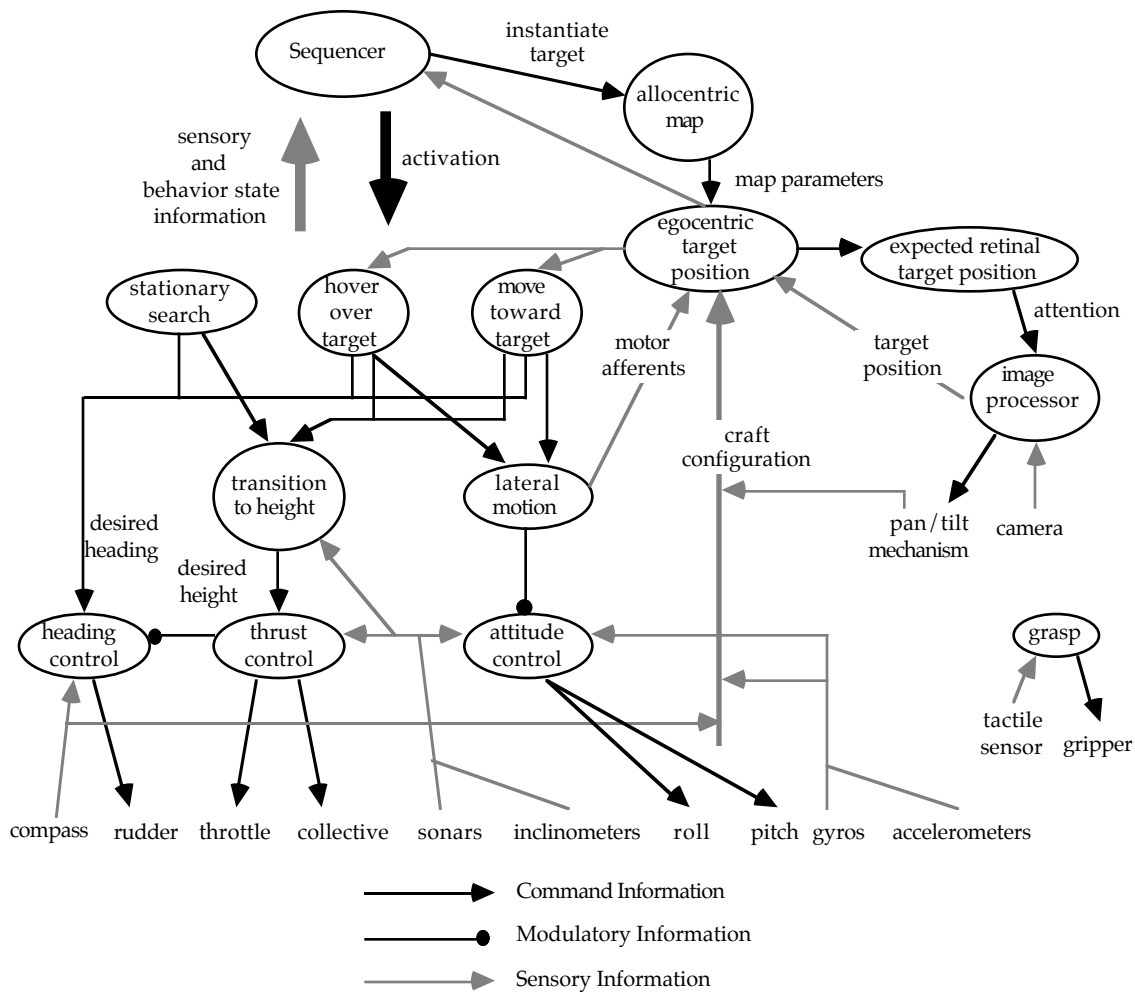 Sequencer
instantiate
target
allocentric
map
sensory
and
behavior state
information
activation
map parameters
egocentric
target
position
expected retinal
target position
stationary
search
hover
over
target
move
toward
target
motor
afferents
target
position
attention
image
processor
craft
configuration
transition
to height
lateral
motion
pan/tilt
mechanism
camera
desired
heading
desired
height
heading
control
thrust
control
attitude
control
grasp
tactile
sensor
gripper
compass
rudder
throttle
collective
sonars
inclinometers
roll
pitch
gyros
accelerometers
Command Information
Modulatory Information
Sensory Information